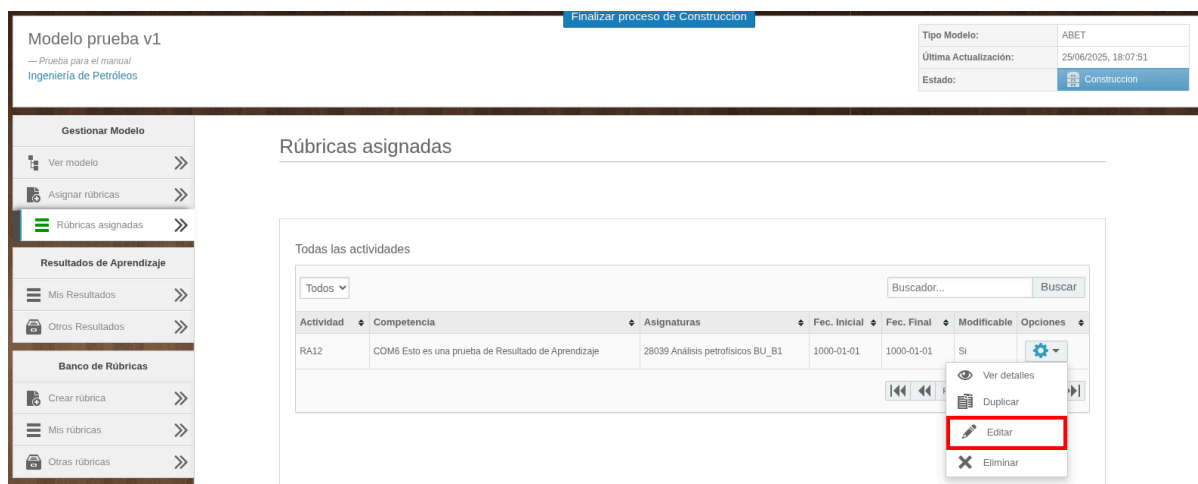 Finalizar proceso de Construccion
Modelo prueba v1
— Prueba para el manual
Ingeniería de Petróleos
Tipo Modelo: ABET
Última Actualización: 25/06/2025, 18:07:51
Estado: Construccion
Gestionar Modelo
Ver modelo
Asignar rúbricas
Rúbricas asignadas
Resultados de Aprendizaje
Mis Resultados
Otros Resultados
Banco de Rúbricas
Crear rúbrica
Mis rúbricas
Otras rúbricas
Rúbricas asignadas
Todas las actividades
Todos
Buscador... Buscar
Actividad Competencia Asignaturas Fec. Inicial Fec. Final Modificable Opciones
RA12 COM6 Esto es una prueba de Resultado de Aprendizaje 28039 Análisis petrofísicos BU_B1 1000-01-01 1000-01-01 Si
Ver detalles
Duplicar
Editar
Eliminar